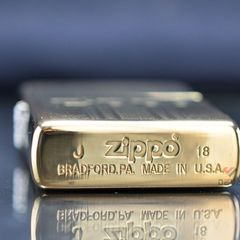 J zippo 18
BRADFORD,PA. MADE IN U.S.A.